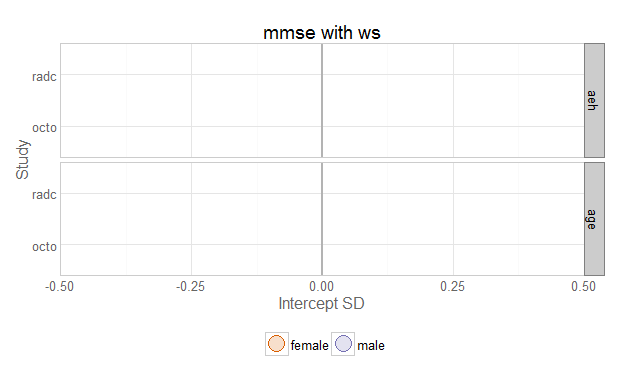 mmse with ws
radc
octo
aeh
radc
octo
age
Study
-0.50 -0.25 0.00 0.25 0.50
Intercept SD
female male